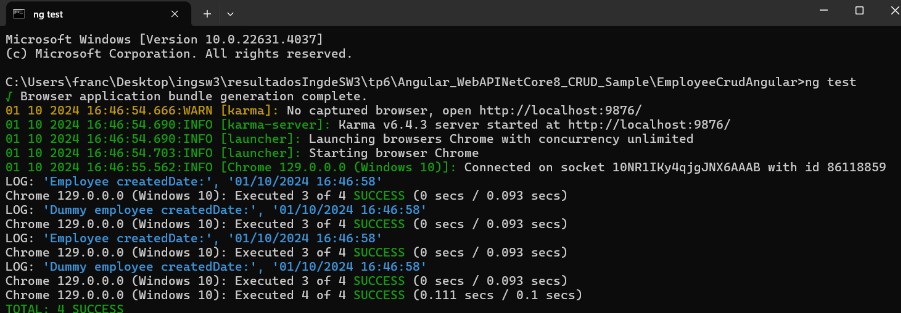 ng test
Microsoft Windows [Version 10.0.22631.4037]
(c) Microsoft Corporation. All rights reserved.
C:\Users\franc\Desktop\ingsw3\resultadosIngdeSW3\tp6\Angular_WebAPINetCore8_CRUD_Sample\EmployeeCrudAngular>ng test
√ Browser application bundle generation complete.
01 10 2024 16:46:54.666:WARN [karma]: No captured browser, open http://localhost:9876/
01 10 2024 16:46:54.690:INFO [karma-server]: Karma v6.4.3 server started at http://localhost:9876/
01 10 2024 16:46:54.690:INFO [launcher]: Launching browsers Chrome with concurrency unlimited
01 10 2024 16:46:54.703:INFO [launcher]: Starting browser Chrome
01 10 2024 16:46:55.562:INFO [Chrome 129.0.0.0 (Windows 10)]: Connected on socket 10NR1IKy4qjgJNX6AAAB with id 86118859
LOG: 'Employee createdDate:', '01/10/2024 16:46:58'
Chrome 129.0.0.0 (Windows 10): Executed 3 of 4 SUCCESS (0 secs / 0.093 secs)
LOG: 'Dummy employee createdDate:', '01/10/2024 16:46:58'
Chrome 129.0.0.0 (Windows 10): Executed 3 of 4 SUCCESS (0 secs / 0.093 secs)
LOG: 'Employee createdDate:', '01/10/2024 16:46:58'
Chrome 129.0.0.0 (Windows 10): Executed 3 of 4 SUCCESS (0 secs / 0.093 secs)
LOG: 'Dummy employee createdDate:', '01/10/2024 16:46:58'
Chrome 129.0.0.0 (Windows 10): Executed 3 of 4 SUCCESS (0 secs / 0.093 secs)
Chrome 129.0.0.0 (Windows 10): Executed 4 of 4 SUCCESS (0.111 secs / 0.1 secs)
TOTAL: 4 SUCCESS